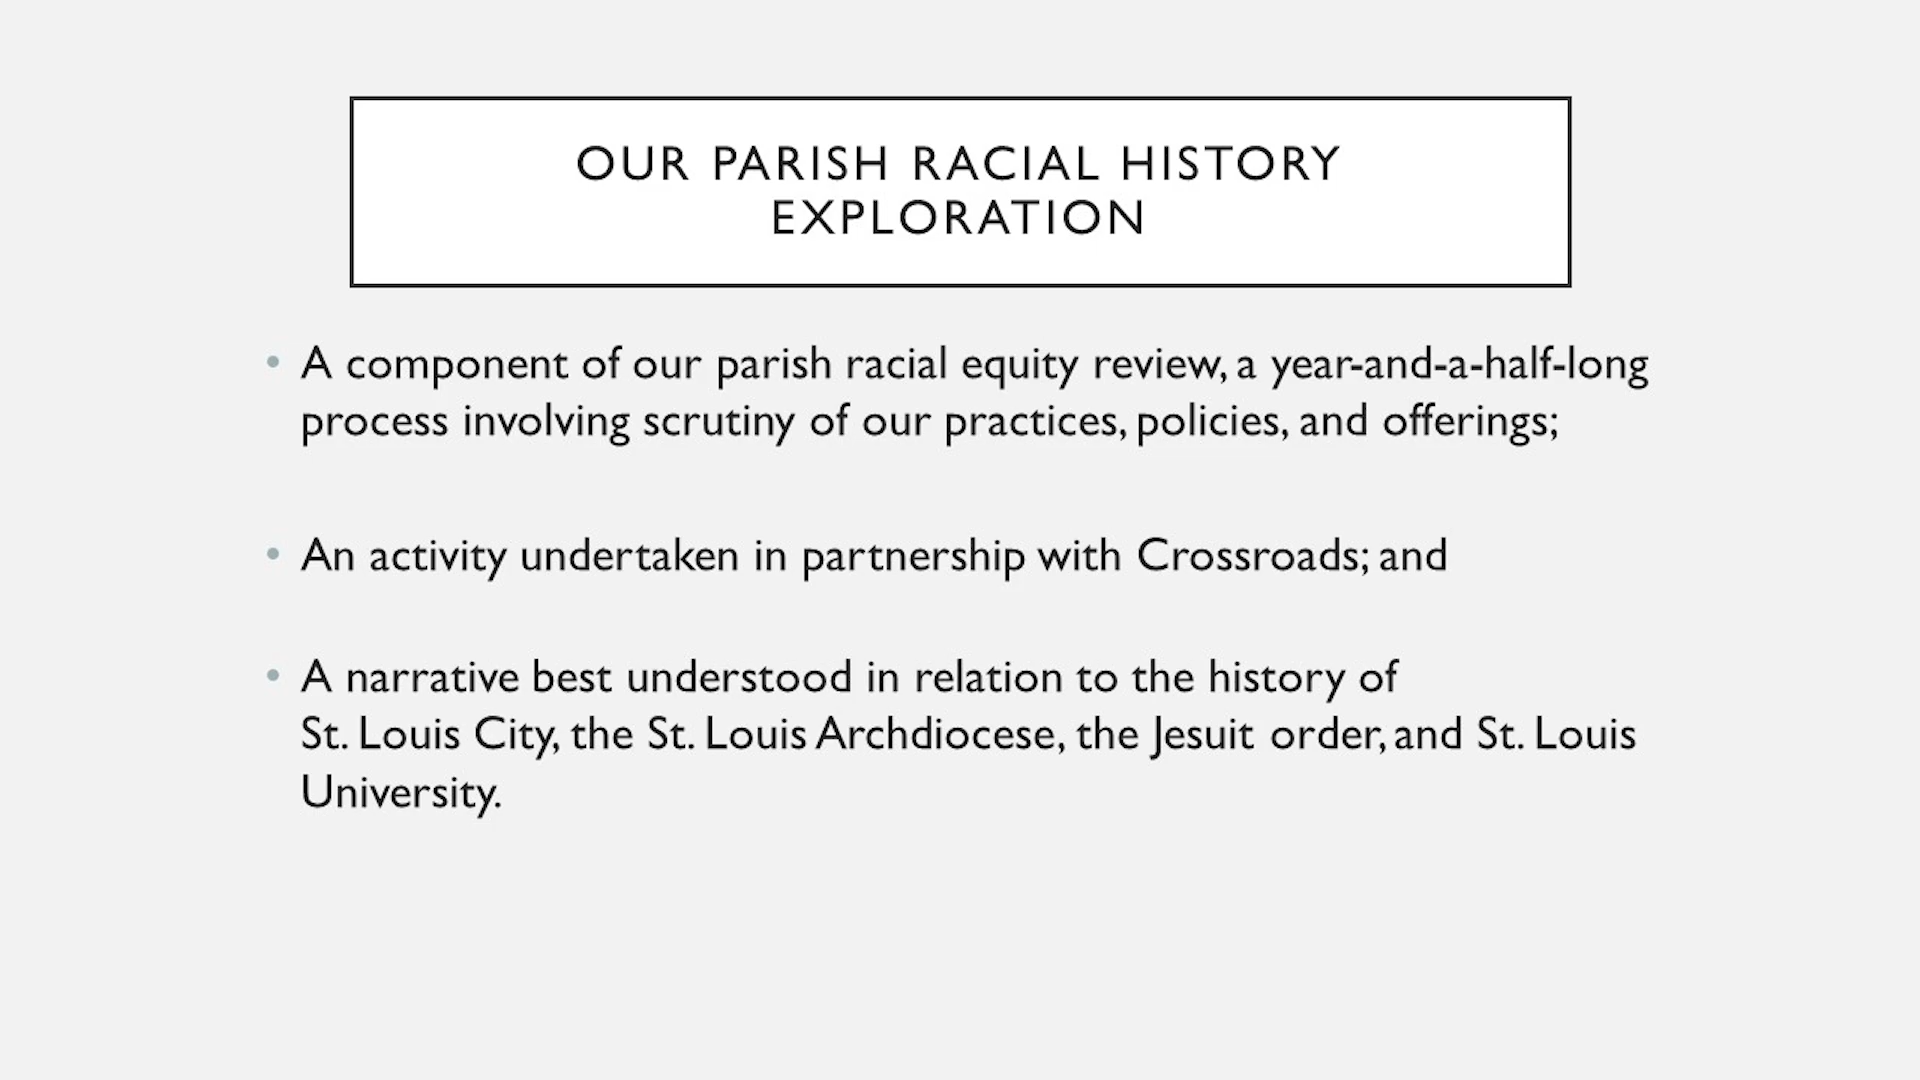 OUR PARISH RACIAL HISTORY
EXPLORATION
• A component of our parish racial equity review, a year-and-a-half-long
process involving scrutiny of our practices, policies, and offerings;
• An activity undertaken in partnership with Crossroads; and
• A narrative best understood in relation to the history of
St. Louis City, the St. Louis Archdiocese, the Jesuit order, and St. Louis
University.